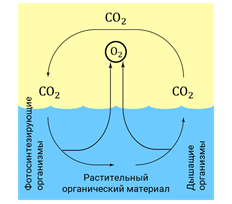 CO₂
O₂
CO₂
CO₂
Фотосинтезирующие
организмы
Растительный
органический материал
Дышащие
организмы